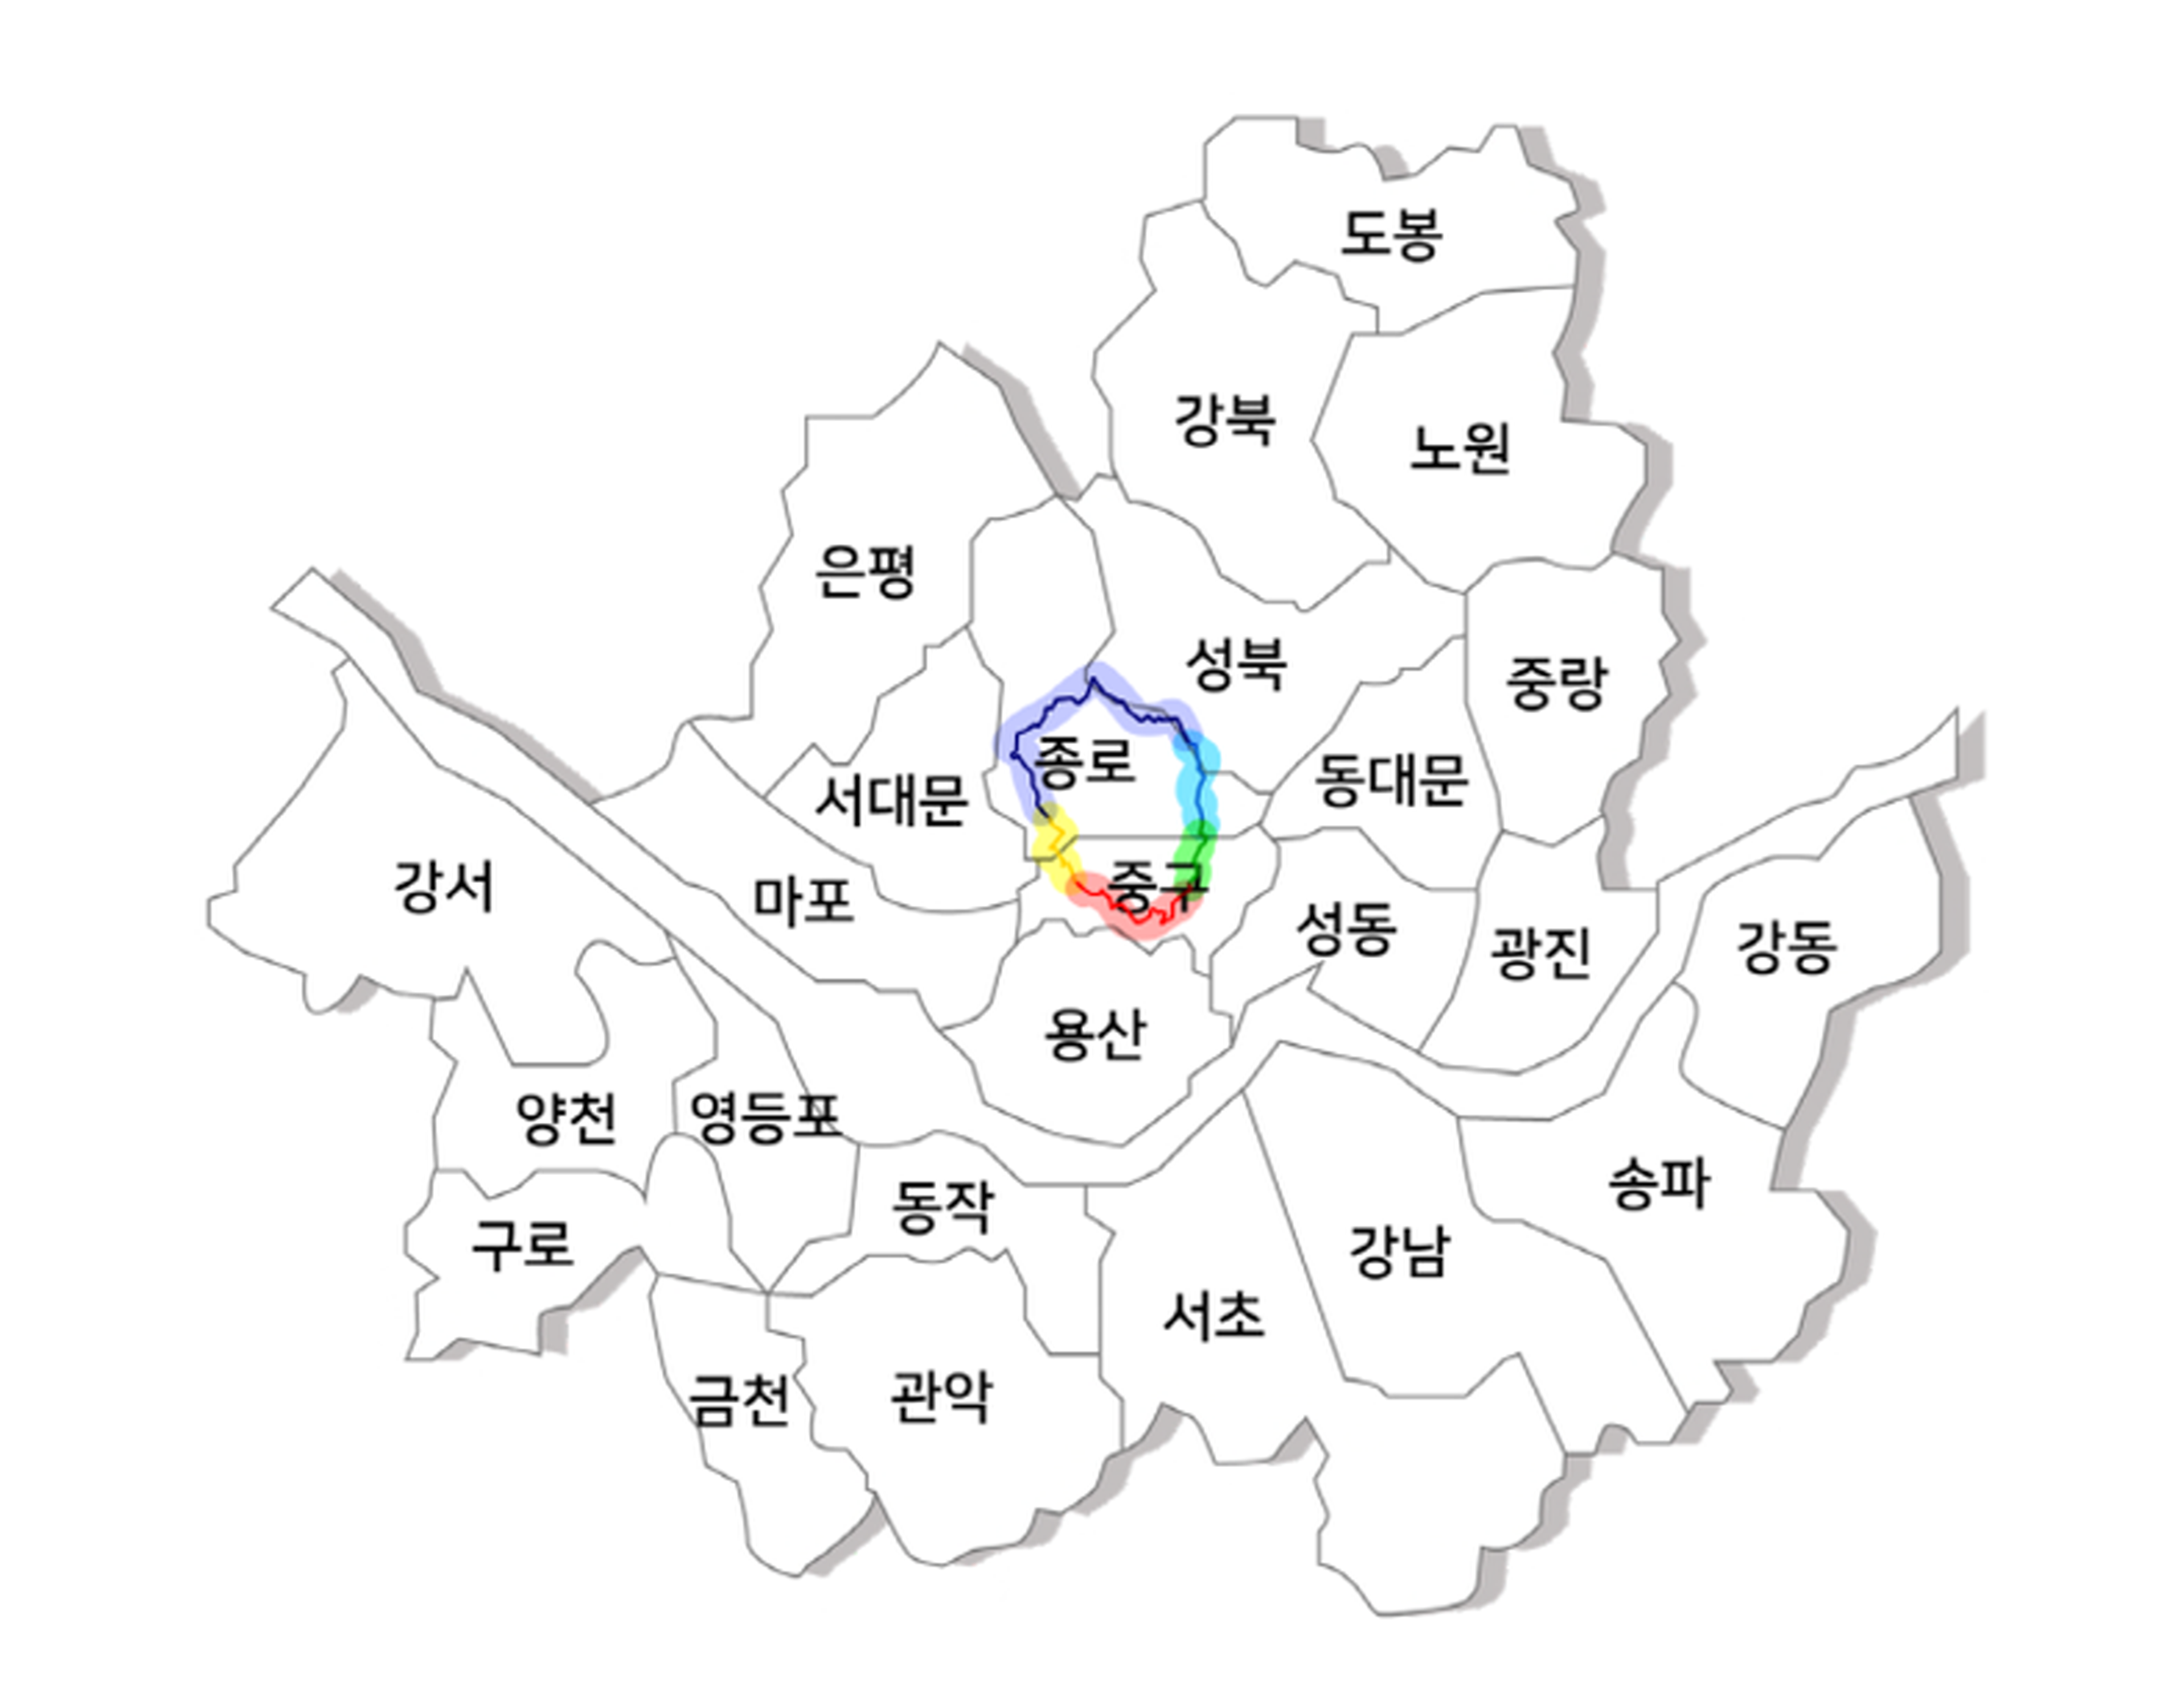 도봉
강북
노원
은평
성북
중랑
종로
동대문
서대문
강서
마포
중구
성동
광진
강동
용산
양천
영등포
송파
동작
구로
강남
서초
금천
관악